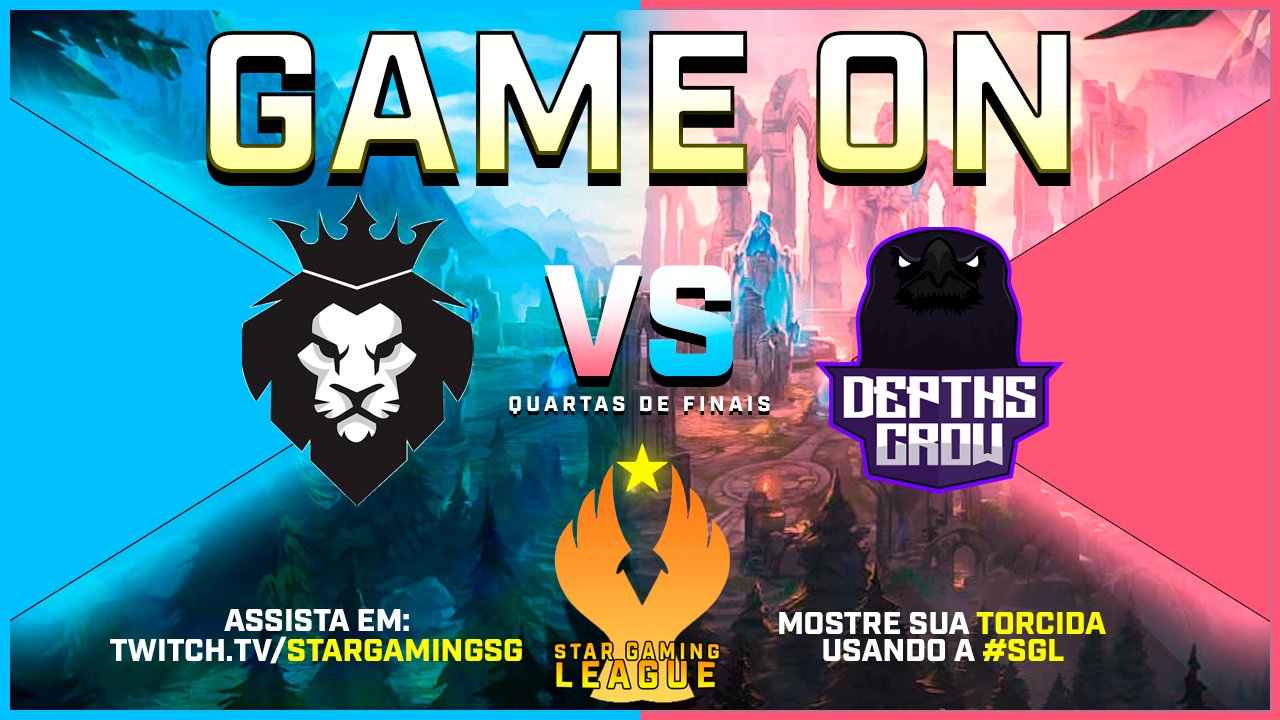 GAME ON
VS
QUARTAS DE FINAIS
DEPTHS
CROW
ASSISTA EM:
TWITCH.TV/STARGAMINGSG
STAR GAMING
LEAGUE
MOSTRE SUA TORCIDA
USANDO A #SGL